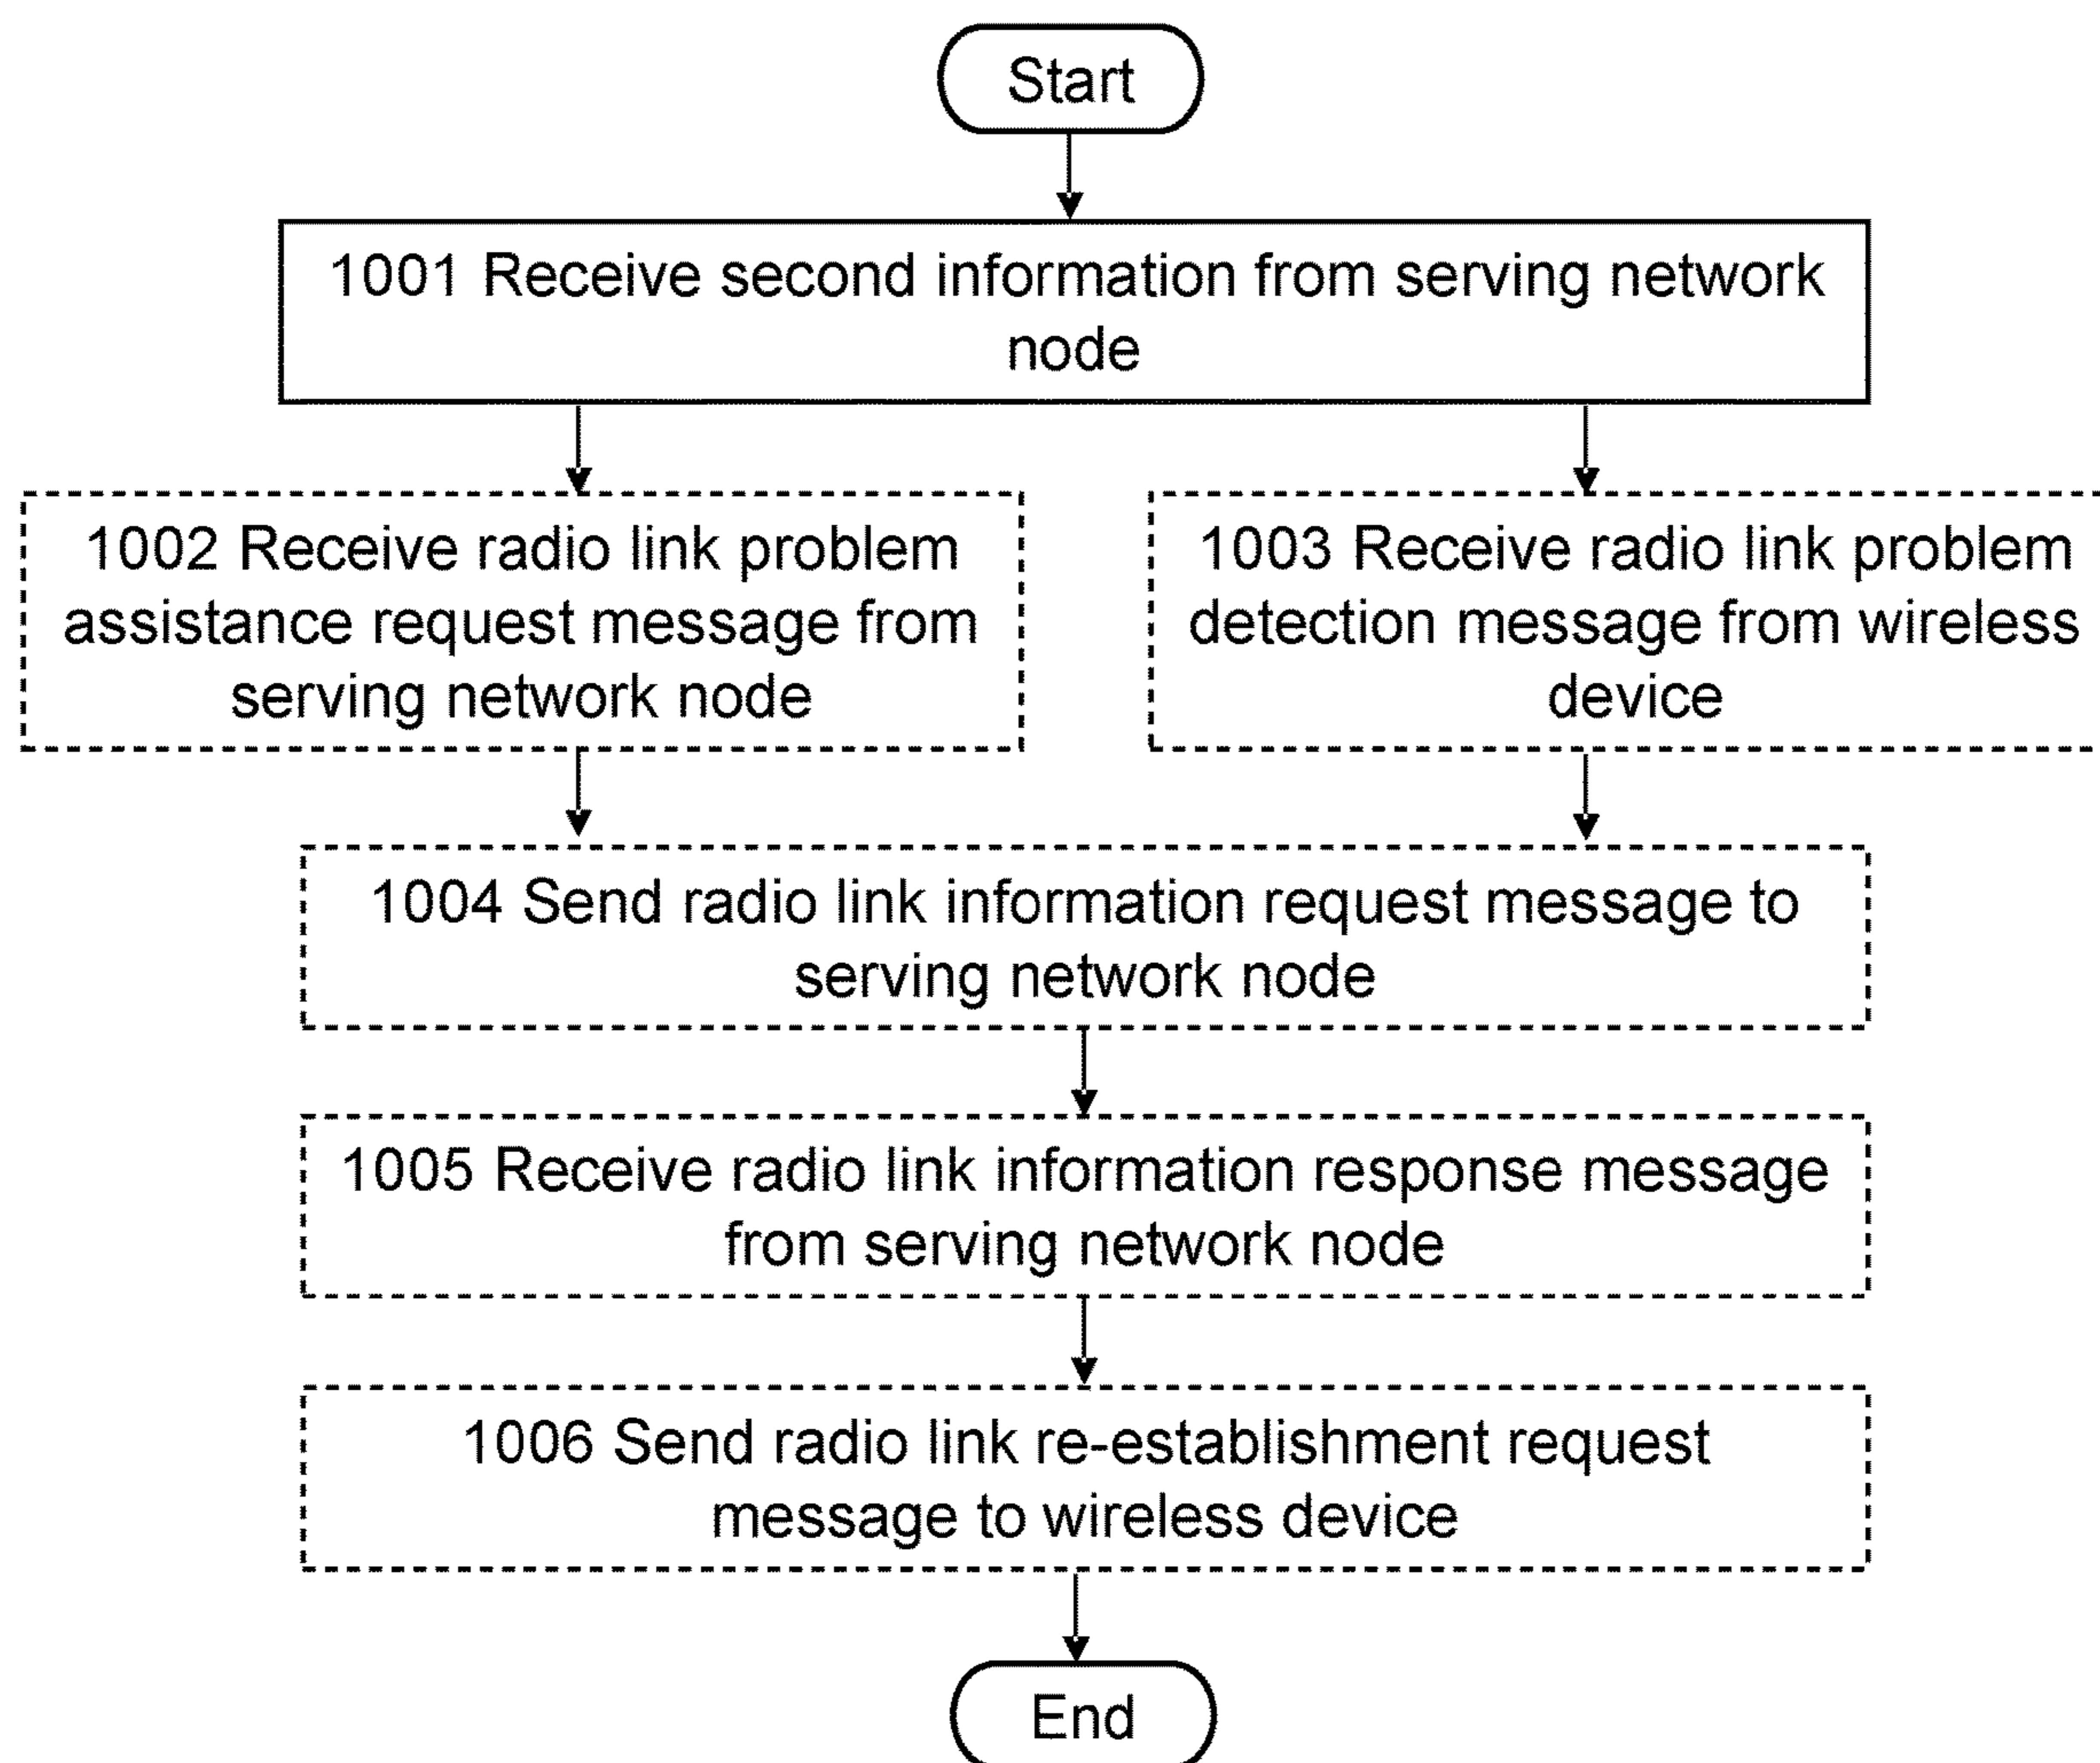 Start
1001 Receive second information from serving network
node
1002 Receive radio link problem
assistance request message from
serving network node
1003 Receive radio link problem
detection message from wireless
device
1004 Send radio link information request message to
serving network node
1005 Receive radio link information response message
from serving network node
1006 Send radio link re-establishment request
message to wireless device
End